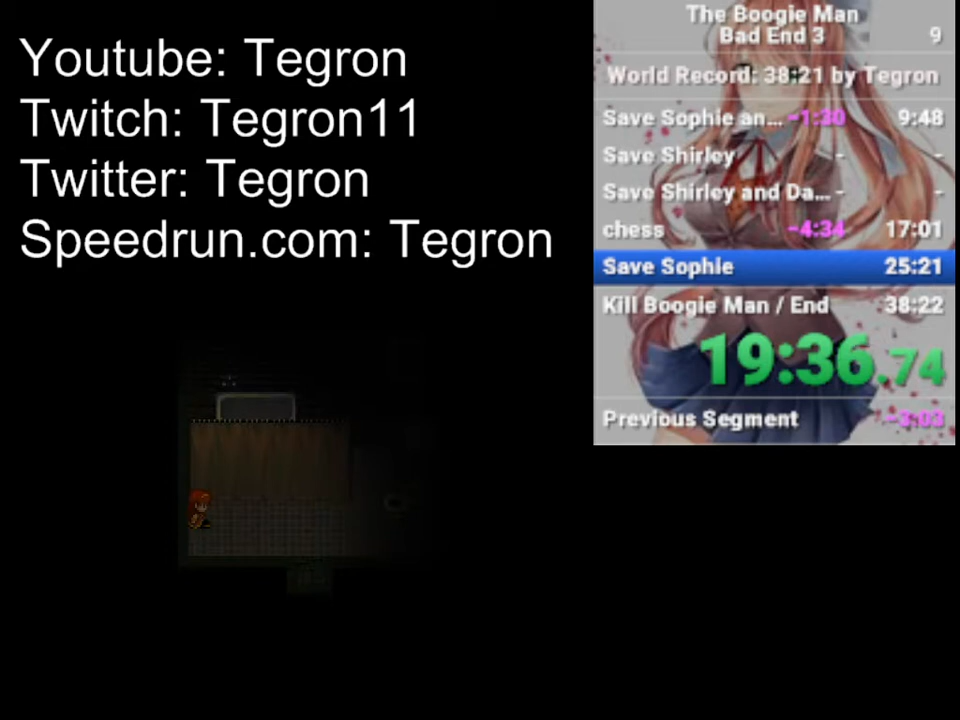 Youtube: Tegron
Twitch: Tegron11
Twitter: Tegron
Speedrun.com: Tegron
The Boogie Man
Bad End 3 9
World Record: 38:21 by Tegron
Save Sophie an... -1:30 9:48
Save Shirley - -
Save Shirley and Da... - -
chess -4:34 17:01
Save Sophie 25:21
Kill Boogie Man / End 38:22
19:36.74
Previous Segment -3:03